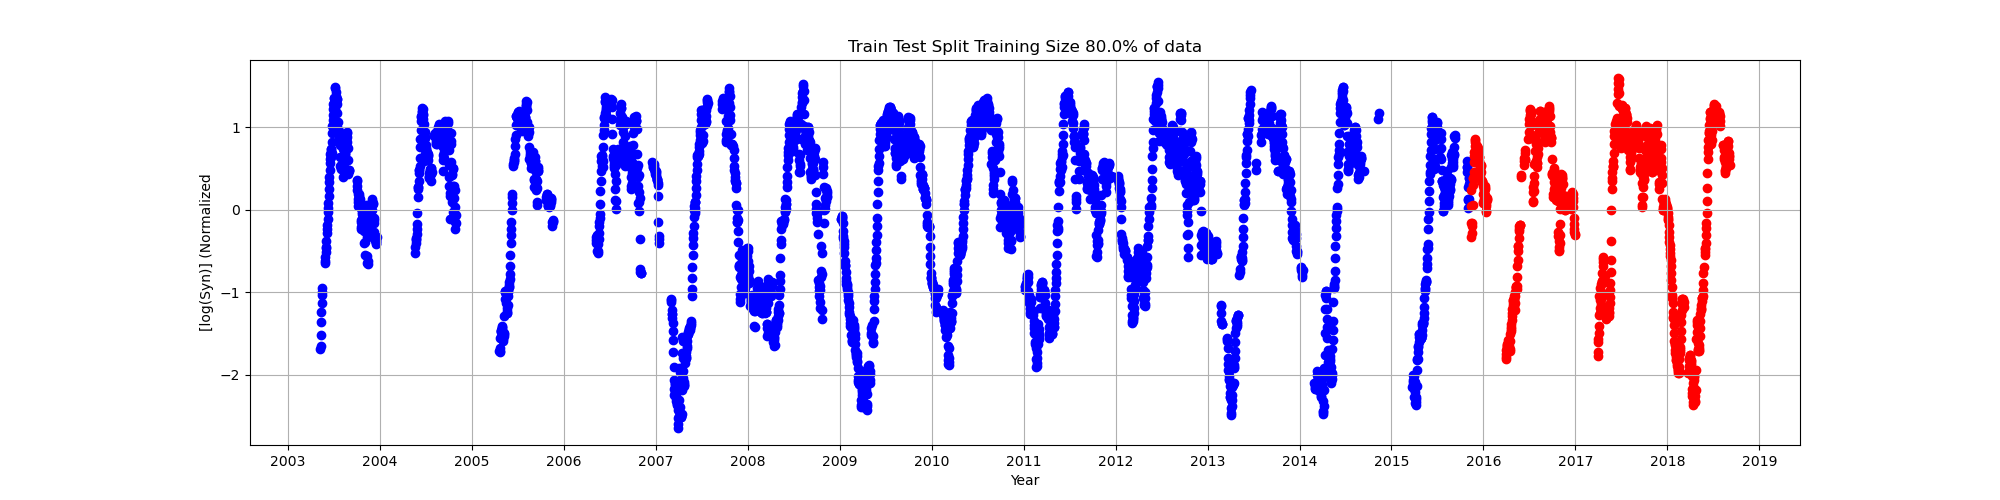 Train Test Split Training Size 80.0% of data
[log(Syn)] (Normalized
1
0
−1
−2
2003 2004 2005 2006 2007 2008 2009 2010 2011 2012 2013 2014 2015 2016 2017 2018 2019
Year